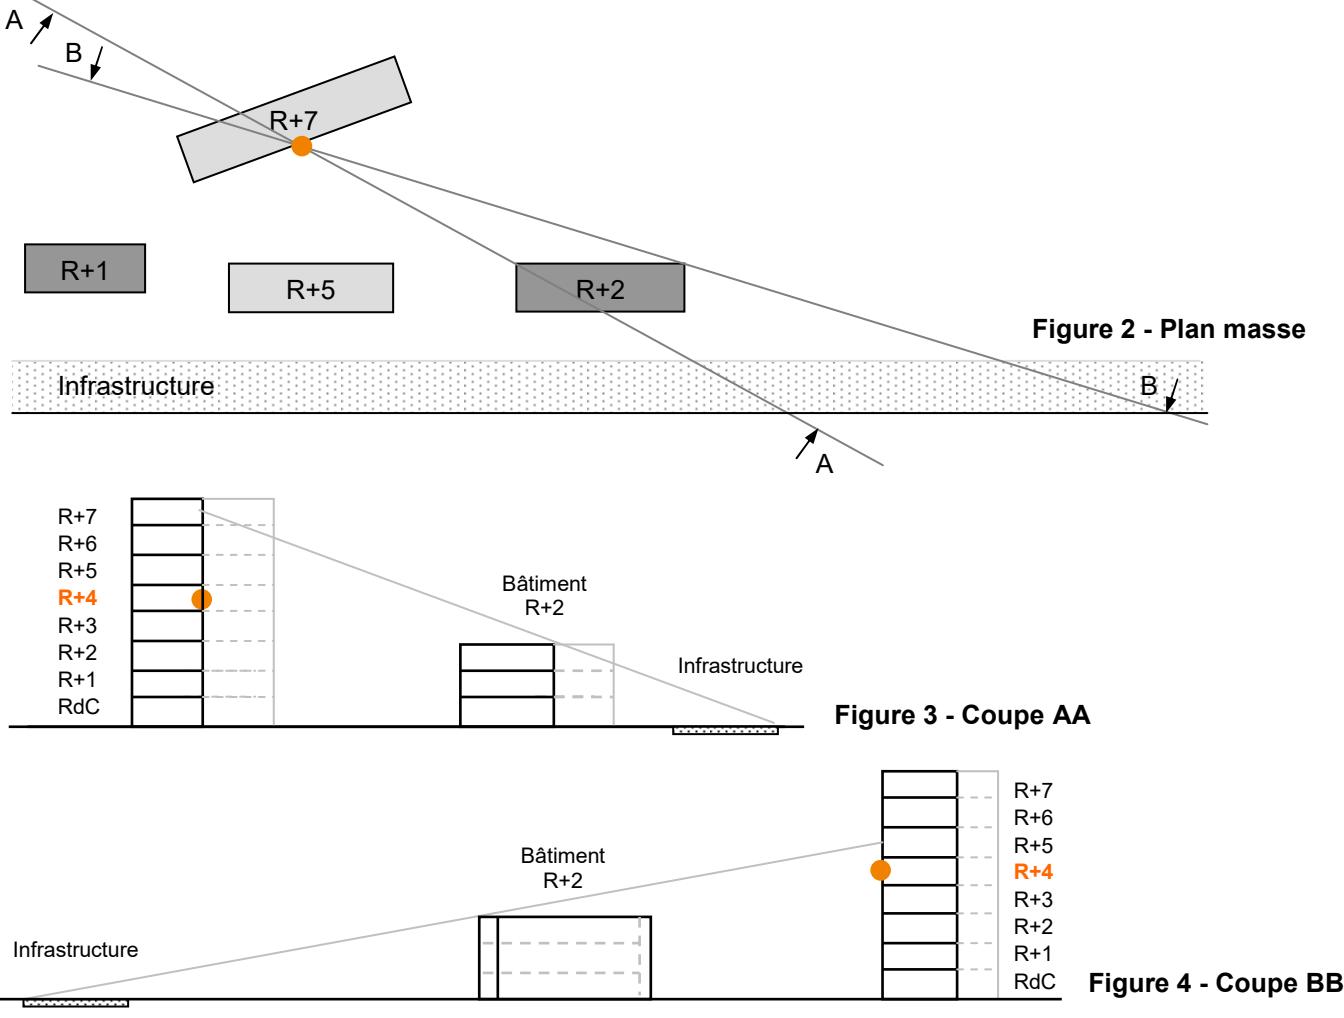 A
B
R+7
R+1
R+5
R+2
Figure 2 - Plan masse
Infrastructure
B
A
R+7
R+6
R+5
R+4
R+3
R+2
R+1
RdC
Bâtiment
R+2
Infrastructure
Figure 3 - Coupe AA
Infrastructure
Bâtiment
R+2
R+7
R+6
R+5
R+4
R+3
R+2
R+1
RdC
Figure 4 - Coupe BB